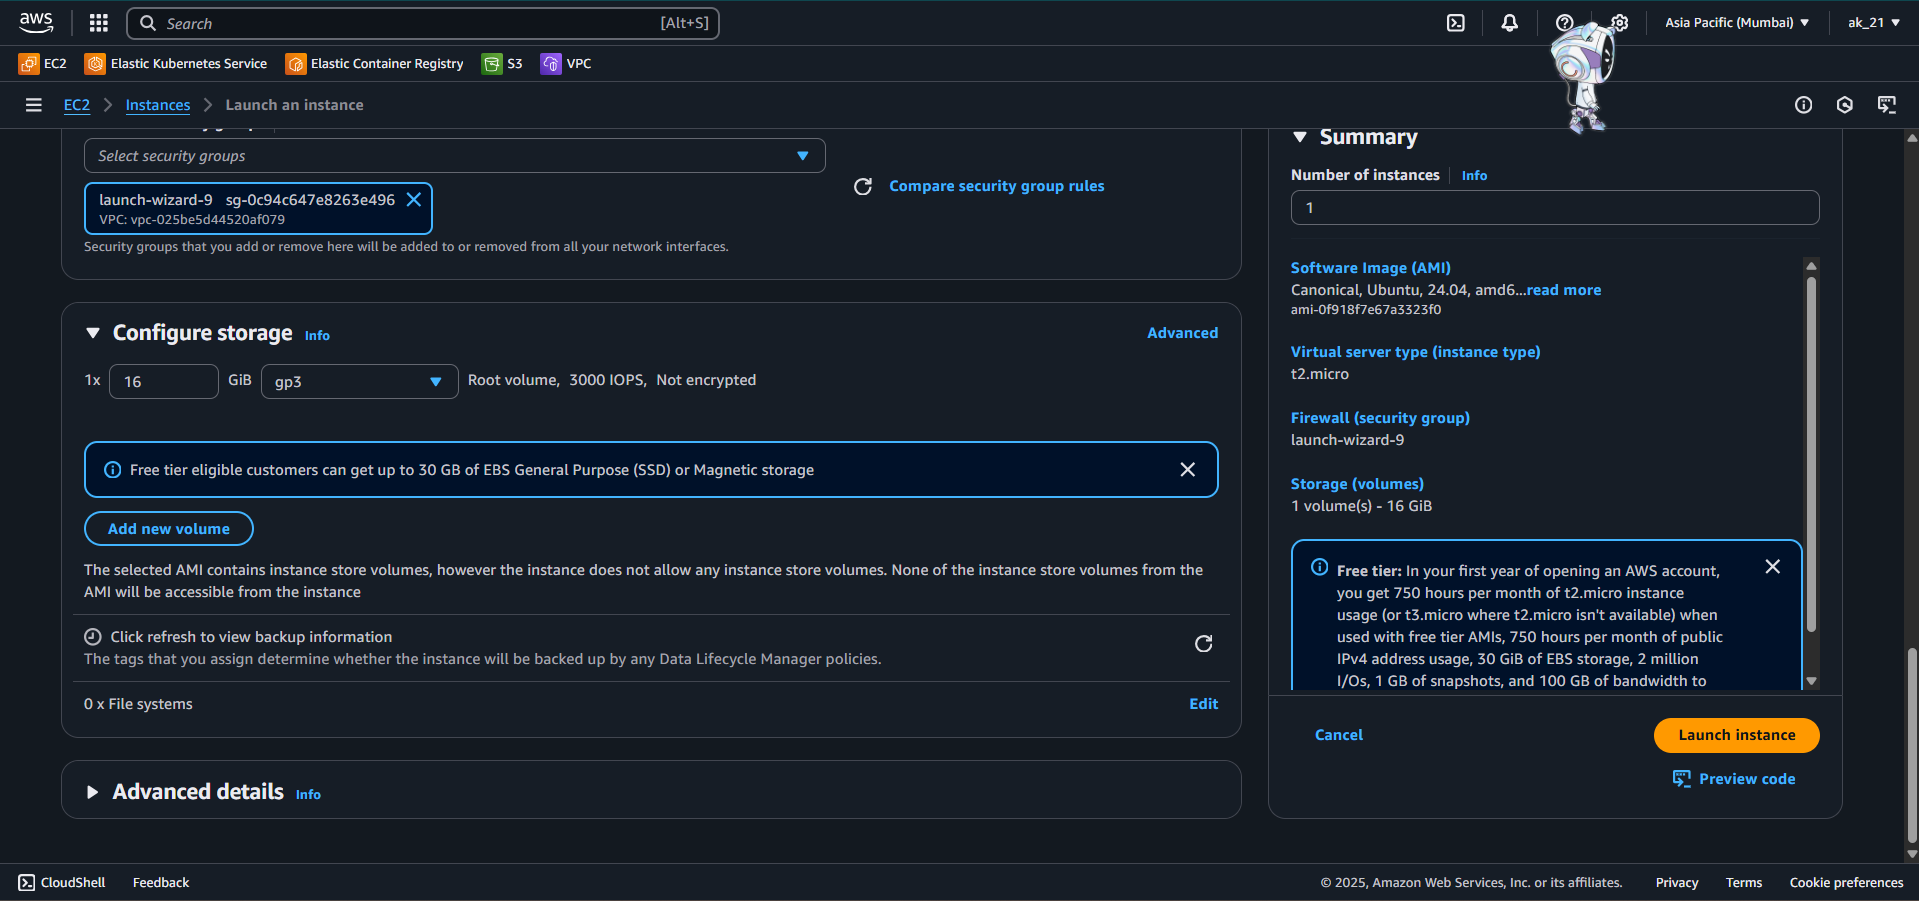 aws
Search [Alt+S]
Asia Pacific (Mumbai)
ak_21
EC2
Elastic Kubernetes Service
Elastic Container Registry
S3
VPC
EC2
Instances
Launch an instance
Select security groups
launch-wizard-9 sg-0c94c647e8263e496
VPC: vpc-025be5d44520af079
Compare security group rules
Security groups that you add or remove here will be added to or removed from all your network interfaces.
Configure storage Info
Advanced
1x 16 GiB gp3 Root volume, 3000 IOPS, Not encrypted
Free tier eligible customers can get up to 30 GB of EBS General Purpose (SSD) or Magnetic storage
Add new volume
The selected AMI contains instance store volumes, however the instance does not allow any instance store volumes. None of the instance store volumes from the
AMI will be accessible from the instance
Click refresh to view backup information
The tags that you assign determine whether the instance will be backed up by any Data Lifecycle Manager policies.
0 x File systems
Edit
Advanced details Info
Summary
Number of instances Info
1
Software Image (AMI)
Canonical, Ubuntu, 24.04, amd6...read more
ami-0f918f7e67a3323f0
Virtual server type (instance type)
t2.micro
Firewall (security group)
launch-wizard-9
Storage (volumes)
1 volume(s) - 16 GiB
Free tier: In your first year of opening an AWS account,
you get 750 hours per month of t2.micro instance
usage (or t3.micro where t2.micro isn't available) when
used with free tier AMIs, 750 hours per month of public
IPv4 address usage, 30 GiB of EBS storage, 2 million
I/Os, 1 GB of snapshots, and 100 GB of bandwidth to
Cancel
Launch instance
Preview code
CloudShell
Feedback
© 2025, Amazon Web Services, Inc. or its affiliates.
Privacy
Terms
Cookie preferences